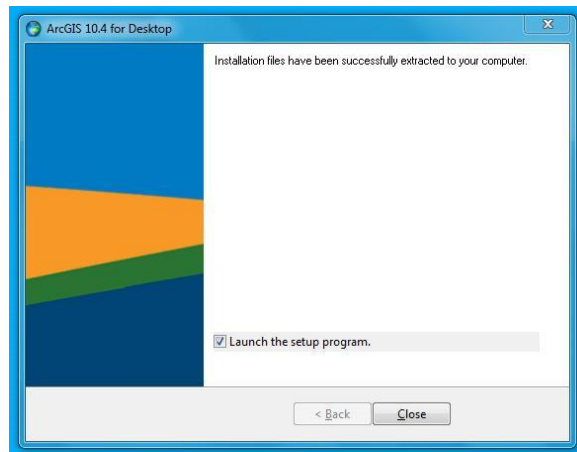 ArcGIS 10.4 for Desktop
Installation files have been successfully extracted to your computer.
Launch the setup program.
< Back
Close